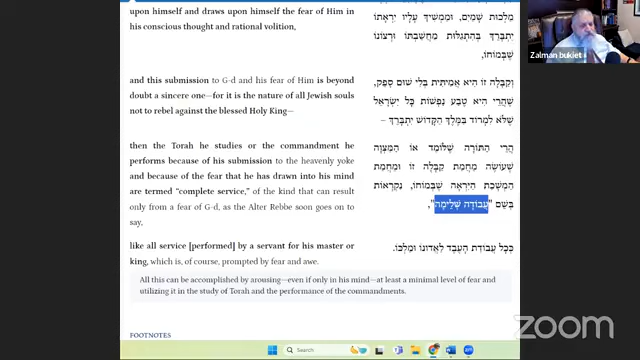 upon himself and draws upon himself the fear of Him in
his conscious thought and rational volition,
מַלְכוּת שָׁמַיִם, וּמַמְשִׁיךְ עָלָיו יִרְאָתוֹ
יִתְבָּרֵךְ בְּהִתְגַּלּוּת מַחֲשַׁבְתּוֹ וּרְצוֹנוֹ
שֶׁבְּמוֹחוֹ,
and this submission to G-d and his fear of Him is beyond
doubt a sincere one—for it is the nature of all Jewish souls
not to rebel against the blessed Holy King—
וְקַבָּלָה זוֹ הִיא אֲמִיתִּית בְּלִי שׁוּם סָפֵק,
שֶׁהֲרֵי הִיא טֶבַע נַפְשׁוֹת כָּל יִשְׂרָאֵל
שֶׁלֹּא לִמְרוֹד בַּמֶּלֶךְ הַקָּדוֹשׁ יִתְבָּרֵךְ –
then the Torah he studies or the commandment he
performs because of his submission to the heavenly yoke
and because of the fear that he has drawn into his mind
are termed “complete service,” of the kind that can result
only from a fear of G-d, as the Alter Rebbe soon goes on to
say,
הֲרֵי הַתּוֹרָה שֶׁלּוֹמֵד אוֹ הַמִּצְוָה
שֶׁעוֹשֶׂה מֵחֲמַת קַבָּלָה זוֹ וּמֵחֲמַת
הַמְשָׁכַת הַיִּרְאָה שֶׁבְּמוֹחוֹ, נִקְרָאוֹת
בְּשֵׁם "עֲבוֹדָה שְׁלֵימָה",
like all service [performed] by a servant for his master or
king, which is, of course, prompted by fear and awe.
כְּכָל עֲבוֹדַת הָעֶבֶד לַאֲדוֹנוֹ וּמַלְכּוֹ.
All this can be accomplished by arousing—even if only in his mind—at least a minimal level of fear and
utilizing it in the study of Torah and the performance of the commandments.
FOOTNOTES
Zalman bukiet
Search
zoom